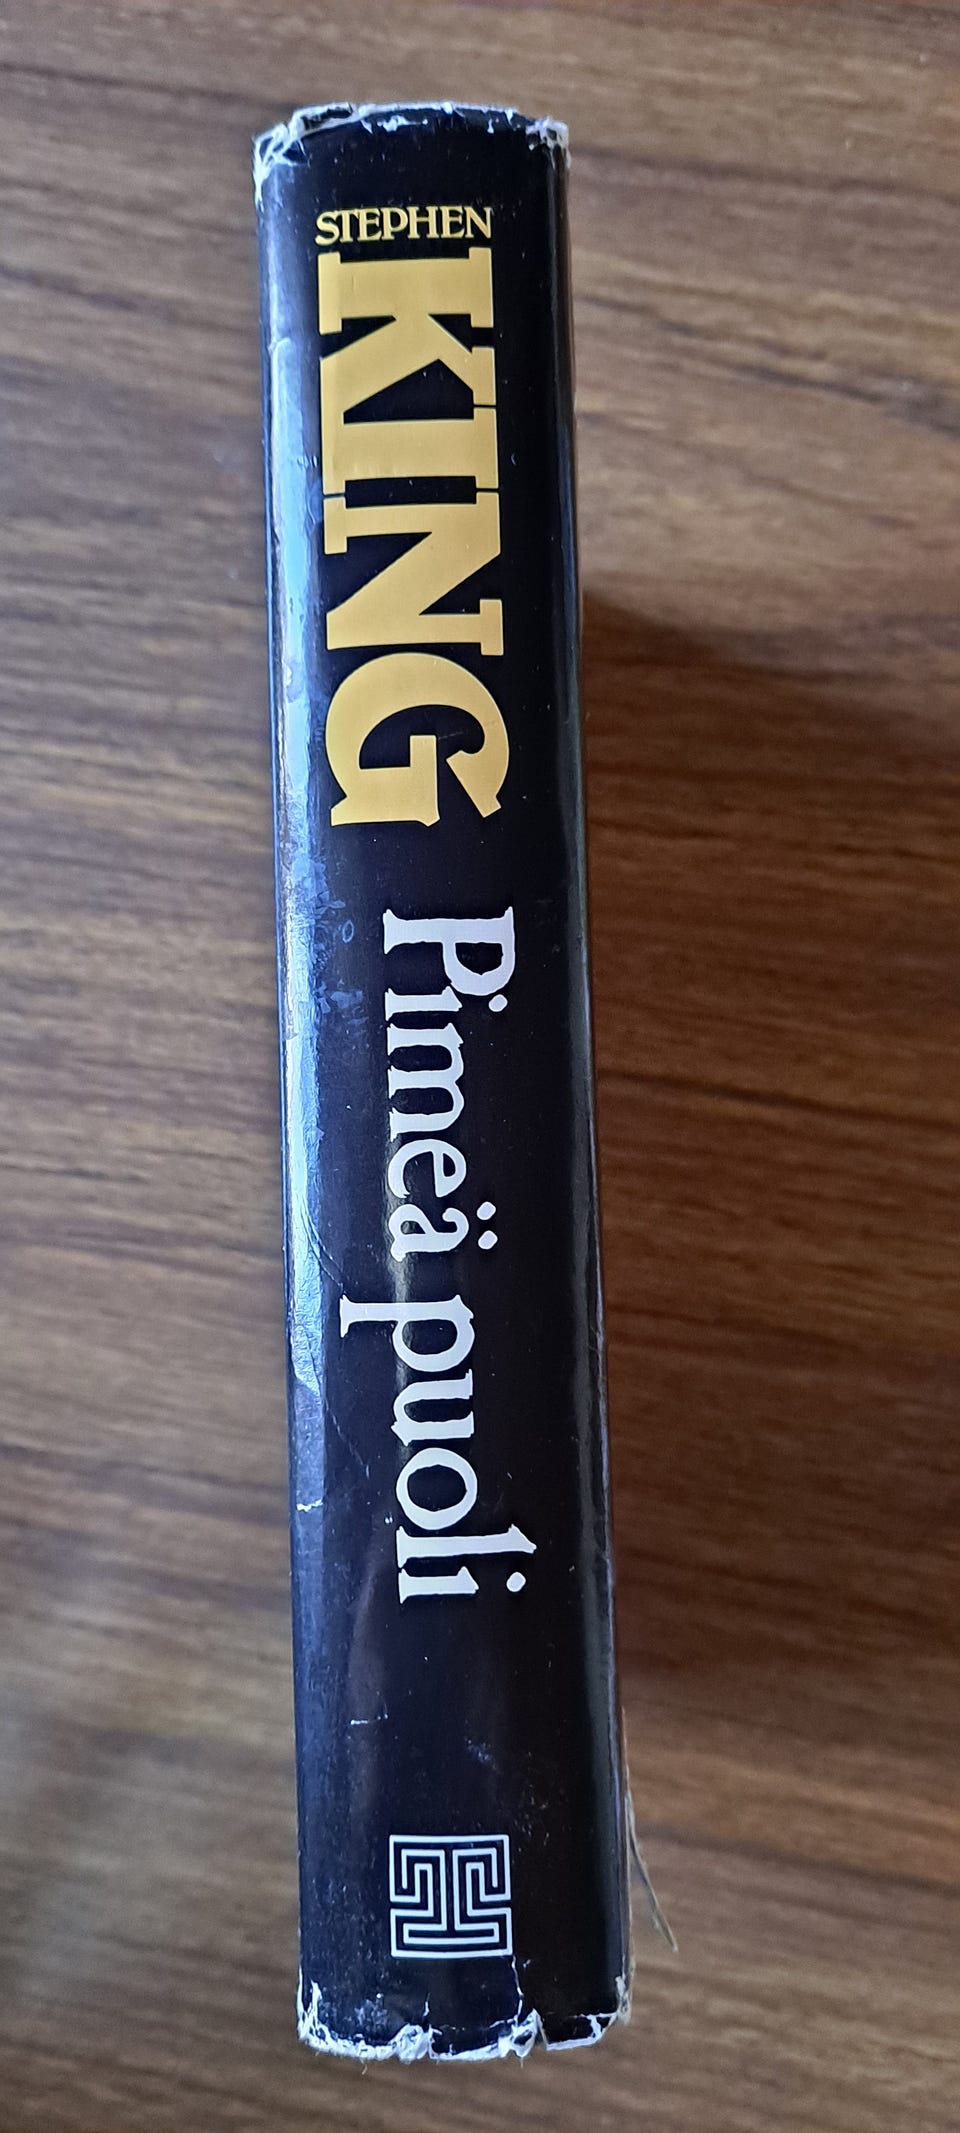 STEPHEN
KING
Pimeä puoli